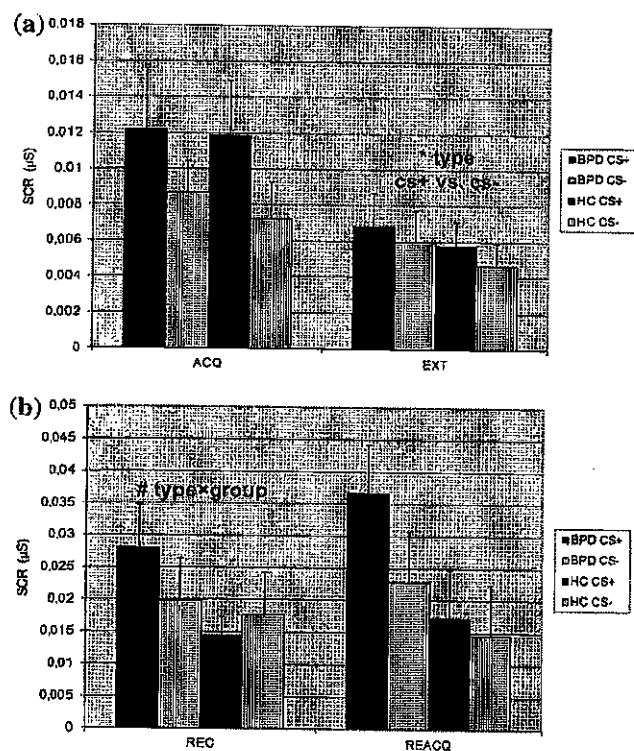 (a)
0,018
0,016
0,014
0,012
0,01
0,008
0,006
0,004
0,002
0
SCR (µS)
ACQ
EXT
* type
cs+ vs. cs-
BPD CS+
BPD CS-
HC CS+
HC CS-
(b)
0,05
0,045
0,04
0,035
0,03
0,025
0,02
0,015
0,01
0,005
0
SCR (µS)
REC
REACQ
# type×group
BPD CS+
BPD CS-
HC CS+
HC CS-